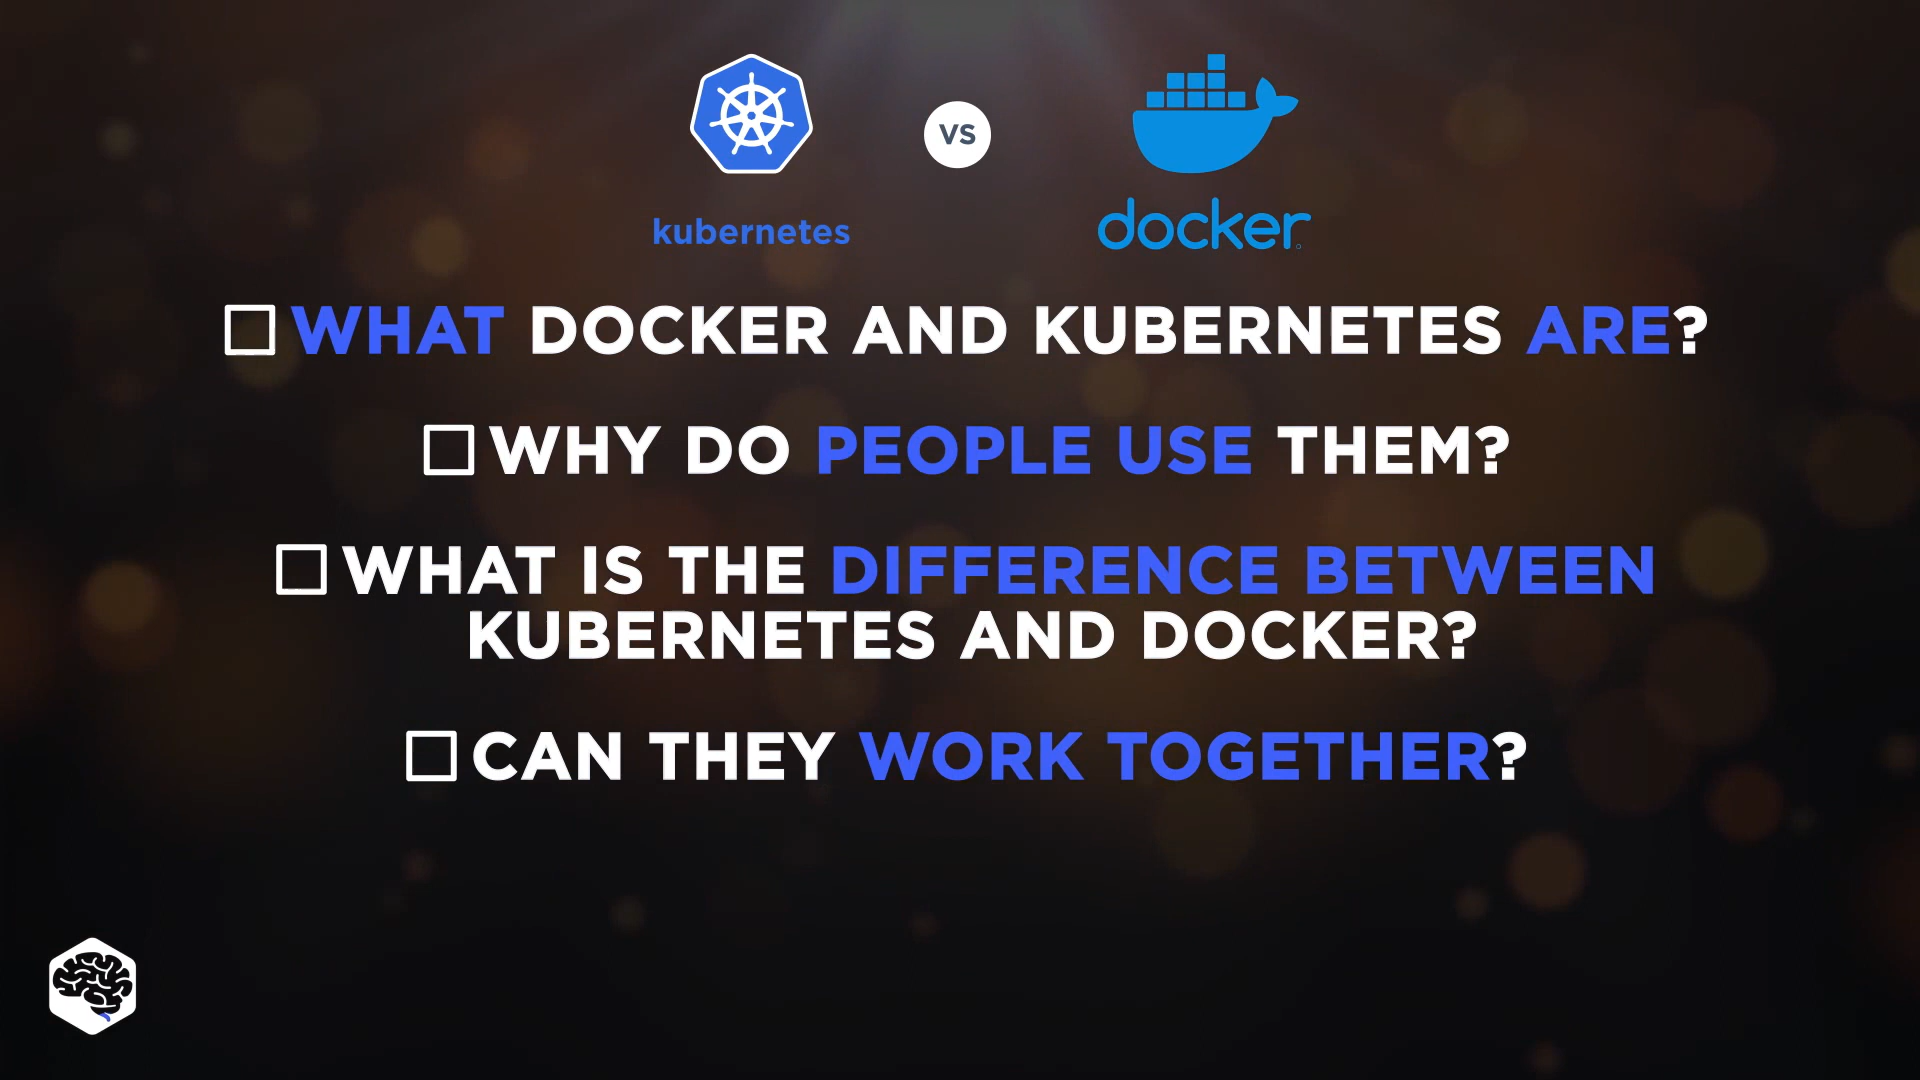 kubernetes
VS
docker
WHAT DOCKER AND KUBERNETES ARE?
WHY DO PEOPLE USE THEM?
WHAT IS THE DIFFERENCE BETWEEN
KUBERNETES AND DOCKER?
CAN THEY WORK TOGETHER?